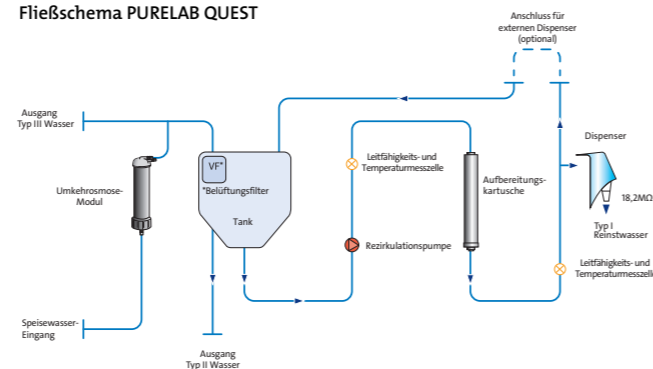 Fließschema PURELAB QUEST
Anschluss für
externen Dispenser
(optional)
Ausgang
Typ III Wasser
Dispenser
VF*
*Belüftungsfilter
Tank
Umkehrosmose-
Modul
Leitfähigkeits- und
Temperaturmesszelle
Aufbereitungs-
kartusche
18,2MΩ
Typ I
Reinstwasser
Rezirkulationspumpe
Leitfähigkeits- und
Temperaturmesszelle
Speisewasser-
Eingang
Ausgang
Typ II Wasser